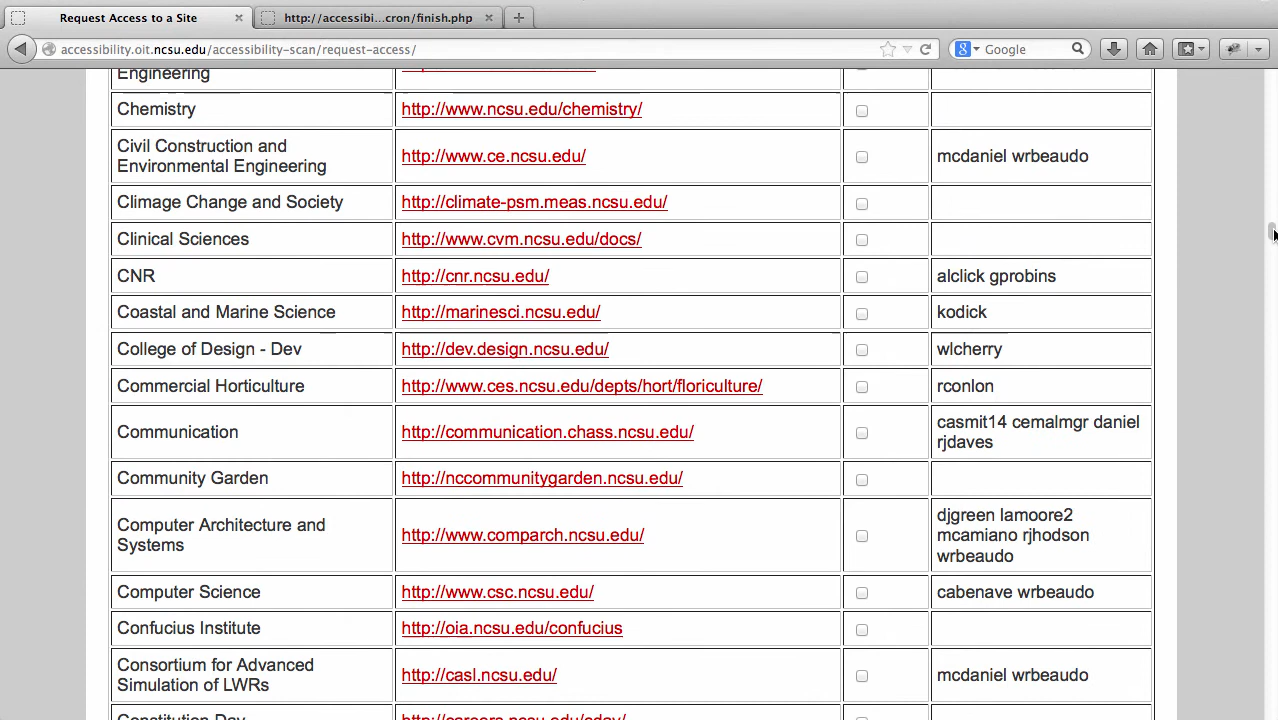 Request Access to a Site
http://accessibi...cron/finish.php
accessibility.oit.ncsu.edu/accessibility-scan/request-access/
Google
Engineering
Chemistry http://www.ncsu.edu/chemistry/
Civil Construction and
Environmental Engineering http://www.ce.ncsu.edu/ mcdaniel wrbeaudo
Climage Change and Society http://climate-psm.meas.ncsu.edu/
Clinical Sciences http://www.cvm.ncsu.edu/docs/
CNR http://cnr.ncsu.edu/ alclick gprobins
Coastal and Marine Science http://marinesci.ncsu.edu/ kodick
College of Design - Dev http://dev.design.ncsu.edu/ wlcherry
Commercial Horticulture http://www.ces.ncsu.edu/depts/hort/floriculture/ rconlon
Communication http://communication.chass.ncsu.edu/ casmit14 cemalmgr daniel
rjdaves
Community Garden http://nccommunitygarden.ncsu.edu/
Computer Architecture and
Systems http://www.comparch.ncsu.edu/ djgreen lamoore2
mcamiano rjhodson
wrbeaudo
Computer Science http://www.csc.ncsu.edu/ cabenave wrbeaudo
Confucius Institute http://oia.ncsu.edu/confucius
Consortium for Advanced
Simulation of LWRs http://casl.ncsu.edu/ mcdaniel wrbeaudo
Constitution Day http://careers.ncsu.edu/cday/